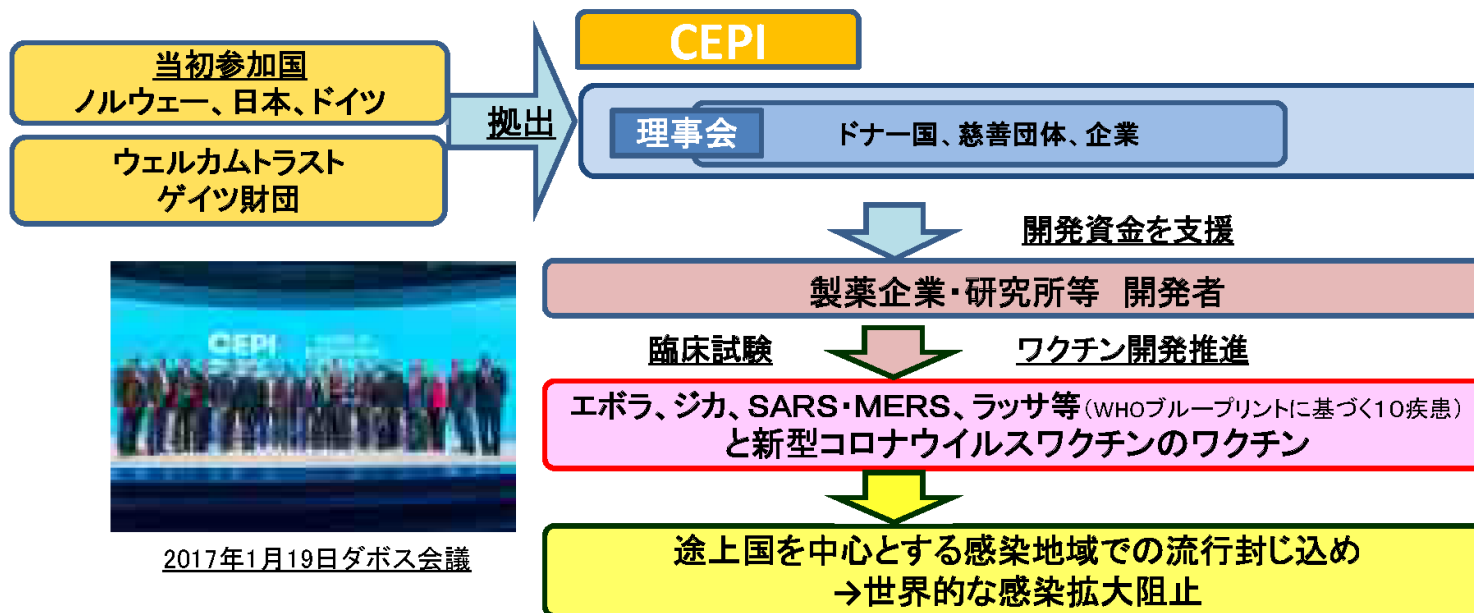 CEPI
当初参加国
ノルウェー、日本、ドイツ
ウェルカムトラスト
ゲイツ財団
拠出
理事会
ドナー国、慈善団体、企業
開発資金を支援
製薬企業・研究所等 開発者
臨床試験
ワクチン開発推進
エボラ、ジカ、SARS・MERS、ラッサ等(WHOブループリントに基づく10疾患)
と新型コロナウイルスワクチンのワクチン
途上国を中心とする感染地域での流行封じ込め
→世界的な感染拡大阻止
CEPI
2017年1月19日ダボス会議